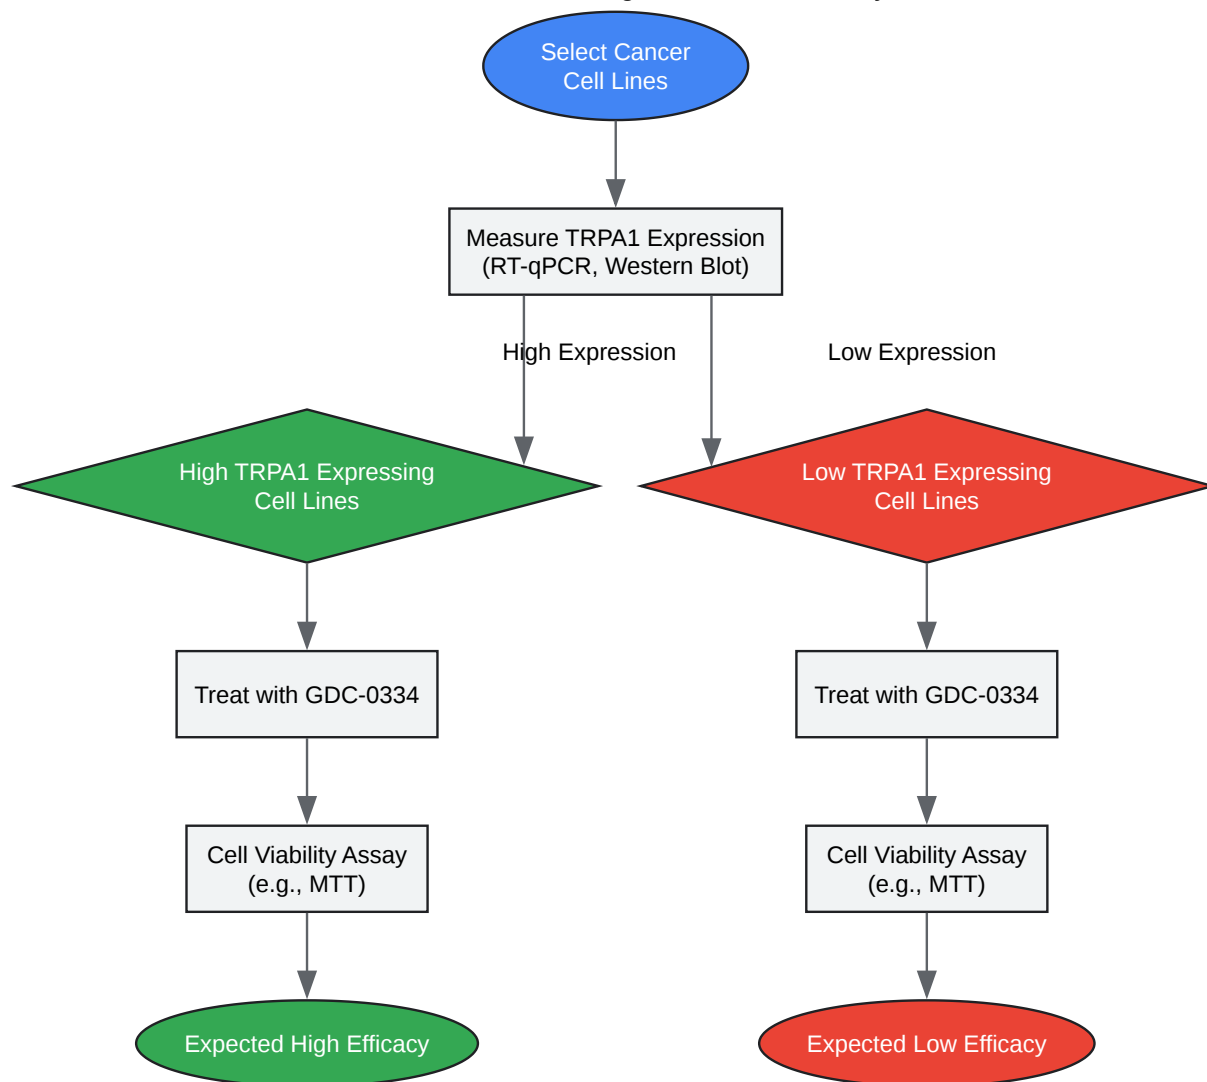 Select Cancer
Cell Lines
Measure TRPA1 Expression
(RT-qPCR, Western Blot)
High Expression
Low Expression
High TRPA1 Expressing
Cell Lines
Low TRPA1 Expressing
Cell Lines
Treat with GDC-0334
Treat with GDC-0334
Cell Viability Assay
(e.g., MTT)
Cell Viability Assay
(e.g., MTT)
Expected High Efficacy
Expected Low Efficacy